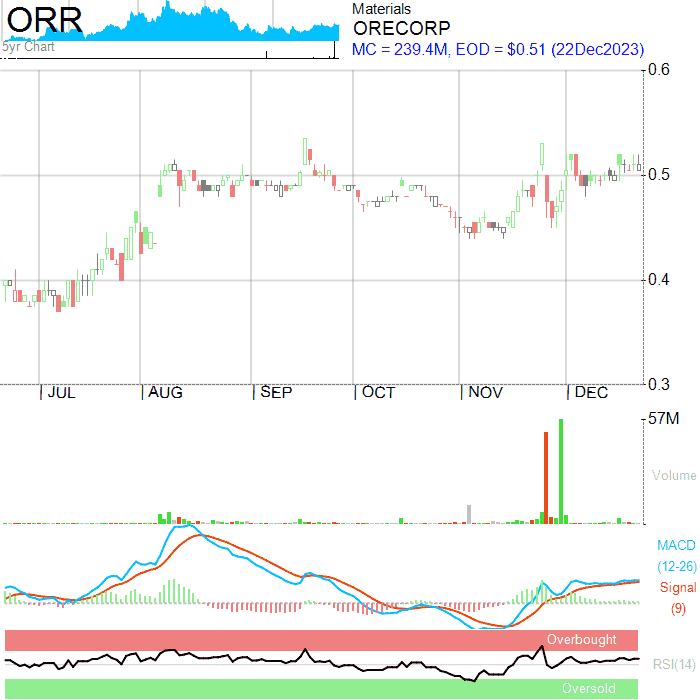 ORR
5yr Chart
Materials
ORECORP
MC = 239.4M, EOD = $0.51 (22Dec2023)
0.6
0.5
0.4
0.3
JUL AUG SEP OCT NOV DEC
57M
Volume
MACD
(12-26)
Signal
(9)
Overbought
RSI(14)
Oversold